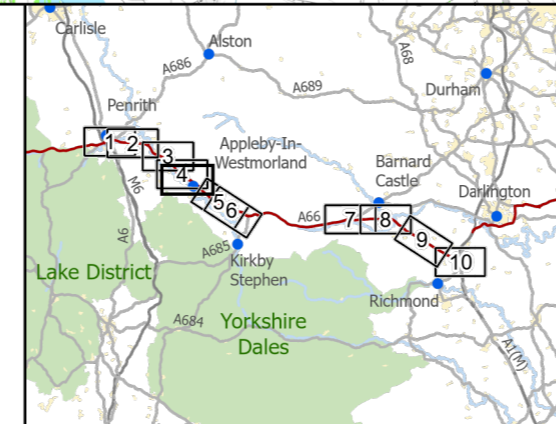 Carlisle
Alston
A686
A689
A68
Durham
Penrith
1
2
3
4
5
6
7
8
9
10
Appleby-In-
Westmorland
Barnard
Castle
Darlington
M6
A6
A66
A685
Kirkby
Stephen
Lake District
Richmond
A684
Yorkshire
Dales
A1(M)